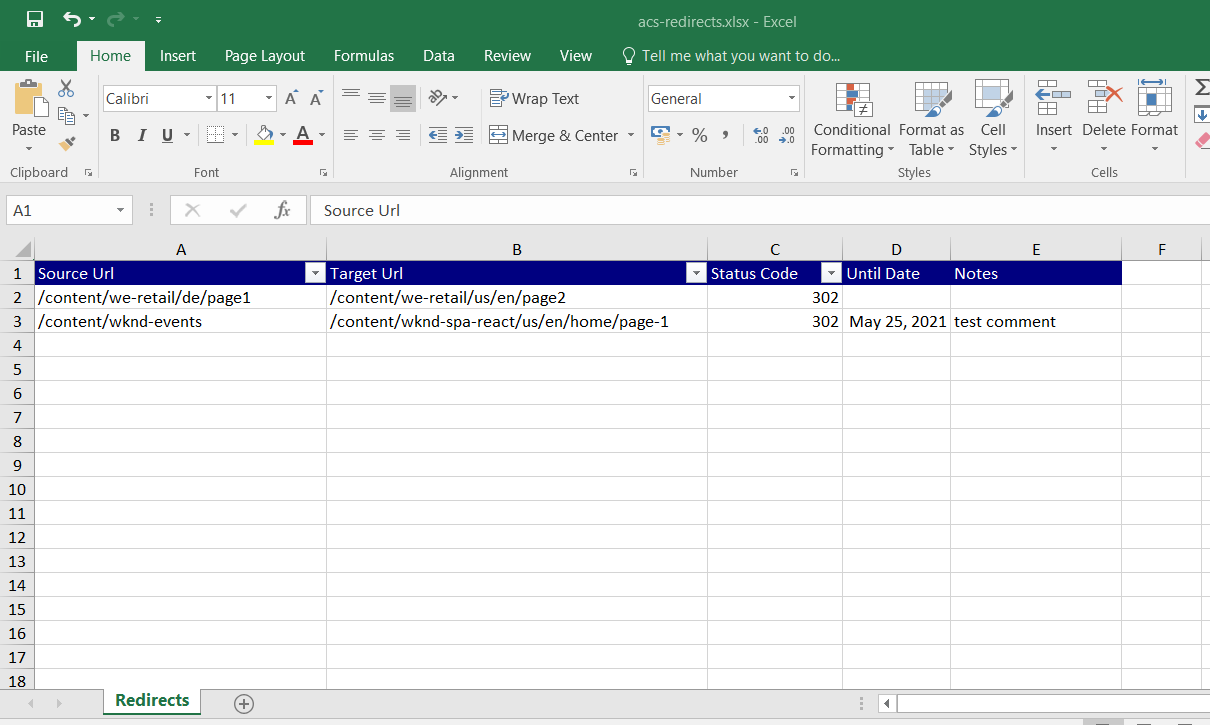 acs-redirects.xlsx - Excel
File Home Insert Page Layout Formulas Data Review View Tell me what you want to do...
Paste
Calibri 11
B I U A
A A
Wrap Text
Merge & Center
General
% , .0 .00 .00 .0
Conditional Formatting
Format as Table
Cell Styles
Insert Delete Format
Clipboard Font Alignment Number Styles Cells
A1 fx Source Url
A B C D E F
1 Source Url Target Url Status Code Until Date Notes
2 /content/we-retail/de/page1 /content/we-retail/us/en/page2 302
3 /content/wknd-events /content/wknd-spa-react/us/en/home/page-1 302 May 25, 2021 test comment
4
5
6
7
8
9
10
11
12
13
14
15
16
17
18
Redirects